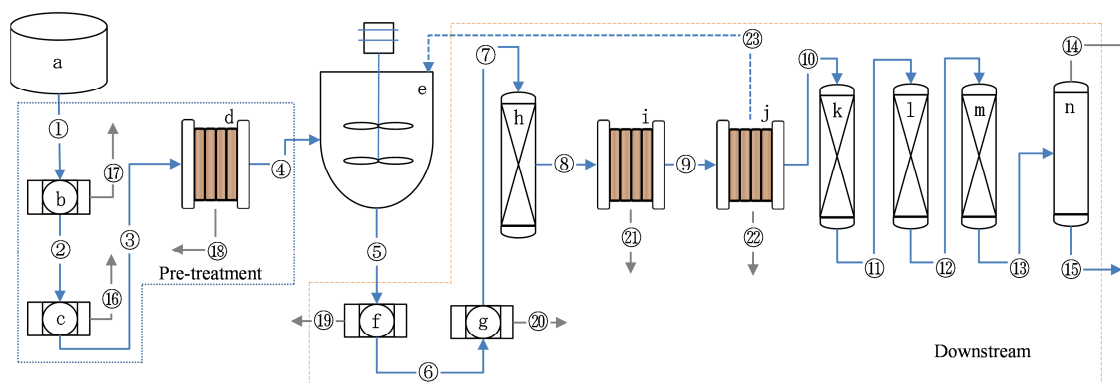 a
①
b
⑰
②
③
c
⑯
d
⑱
④
Pre-treatment
e
⑤
f
⑲
⑥
g
⑳
⑦
h
⑧
i
㉑
⑨
j
㉒
㉓
⑩
k
⑪
l
⑫
m
⑬
n
⑭
⑮
Downstream